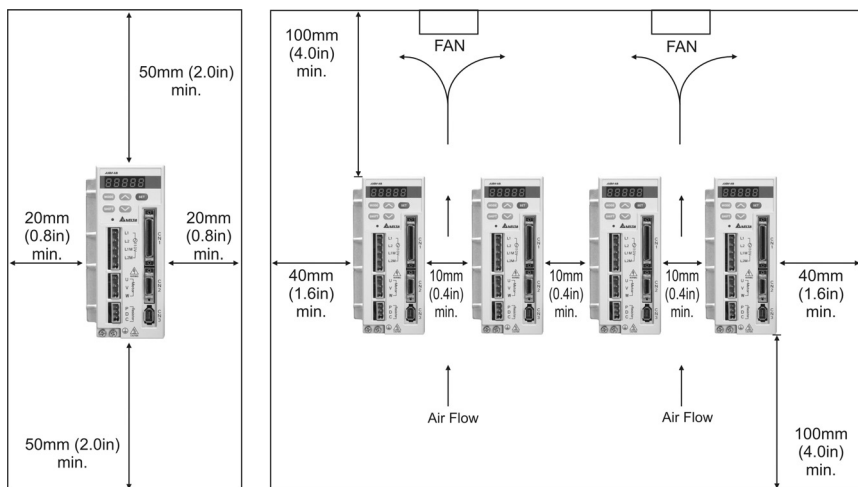 50mm (2.0in)
min.
20mm
(0.8in)
min.
20mm
(0.8in)
min.
50mm (2.0in)
min.
100mm
(4.0in)
min.
FAN
FAN
40mm
(1.6in)
min.
10mm
(0.4in)
min.
10mm
(0.4in)
min.
10mm
(0.4in)
min.
40mm
(1.6in)
min.
Air Flow
Air Flow
100mm
(4.0in)
min.